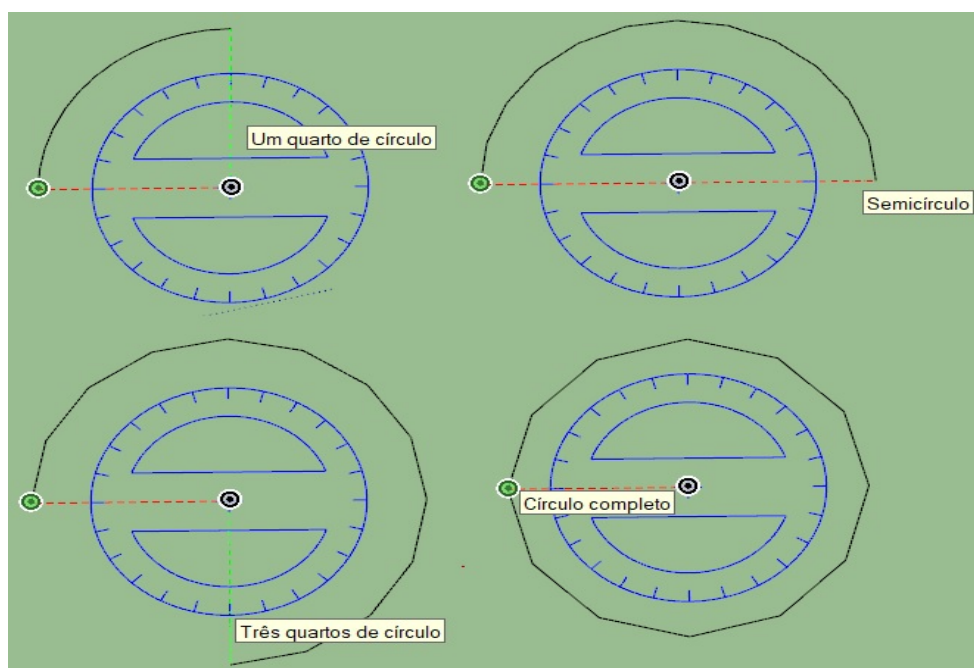 Um quarto de círculo
Semicírculo
Três quartos de círculo
Círculo completo